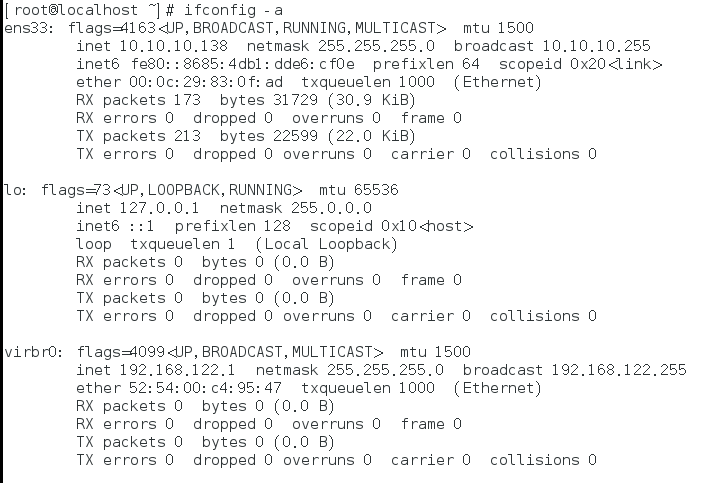 [root@localhost ~]# ifconfig -a
ens33: flags=4163<UP,BROADCAST,RUNNING,MULTICAST>  mtu 1500
        inet 10.10.10.138  netmask 255.255.255.0  broadcast 10.10.10.255
        inet6 fe80::8685:4db1:dde6:cf0e  prefixlen 64  scopeid 0x20<link>
        ether 00:0c:29:83:0f:ad  txqueuelen 1000  (Ethernet)
        RX packets 173  bytes 31729 (30.9 KiB)
        RX errors 0  dropped 0  overruns 0  frame 0
        TX packets 213  bytes 22599 (22.0 KiB)
        TX errors 0  dropped 0 overruns 0  carrier 0  collisions 0
lo: flags=73<UP,LOOPBACK,RUNNING>  mtu 65536
        inet 127.0.0.1  netmask 255.0.0.0
        inet6 ::1  prefixlen 128  scopeid 0x10<host>
        loop  txqueuelen 1  (Local Loopback)
        RX packets 0  bytes 0 (0.0 B)
        RX errors 0  dropped 0  overruns 0  frame 0
        TX packets 0  bytes 0 (0.0 B)
        TX errors 0  dropped 0 overruns 0  carrier 0  collisions 0
virbr0: flags=4099<UP,BROADCAST,MULTICAST>  mtu 1500
        inet 192.168.122.1  netmask 255.255.255.0  broadcast 192.168.122.255
        ether 52:54:00:c4:95:47  txqueuelen 1000  (Ethernet)
        RX packets 0  bytes 0 (0.0 B)
        RX errors 0  dropped 0  overruns 0  frame 0
        TX packets 0  bytes 0 (0.0 B)
        TX errors 0  dropped 0 overruns 0  carrier 0  collisions 0